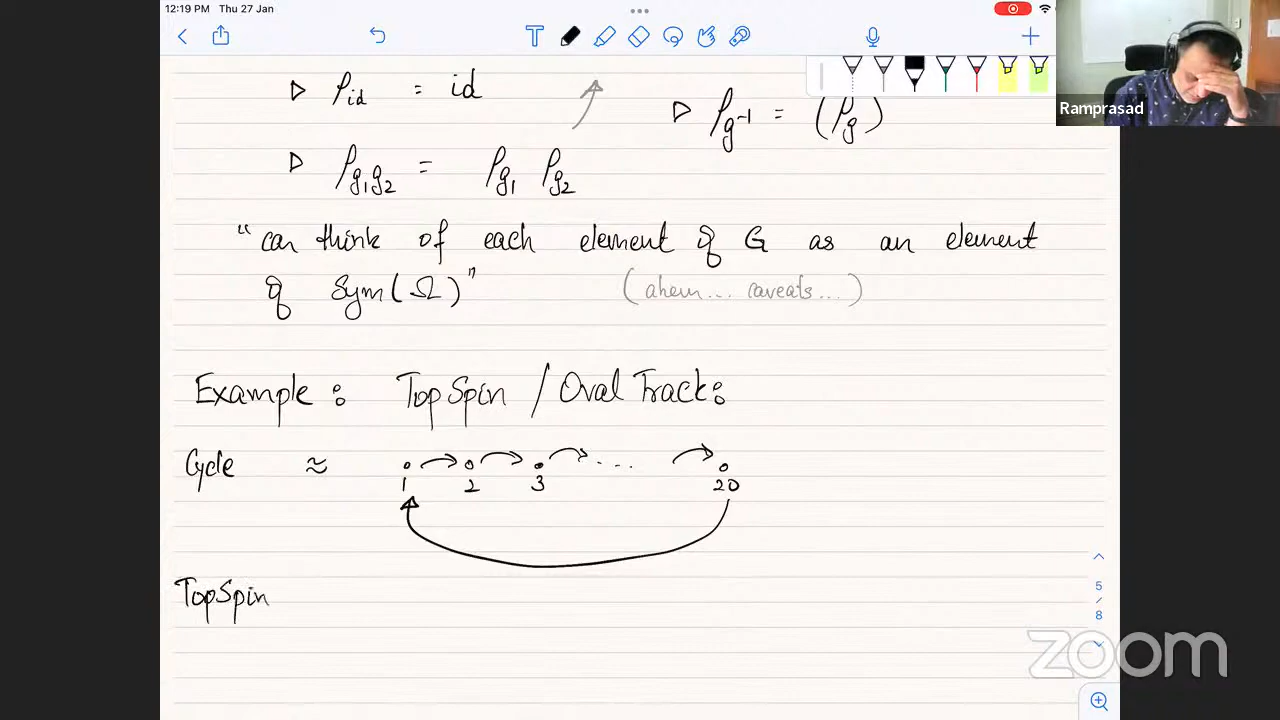 12:19 PM Thu 27 Jan
▷ ρ_id = id
▷ ρ_g-1 = (ρ_g)
▷ ρ_g₁g₂ = ρ_g₁ ρ_g₂
"can think of each element of G as an element
of Sym(Ω)" (ahem... caveats...)
Example: TopSpin / Oval Track:
Cycle ≈ 1 2 3 ... 20
TopSpin
5
/
8
Ramprasad
zoom